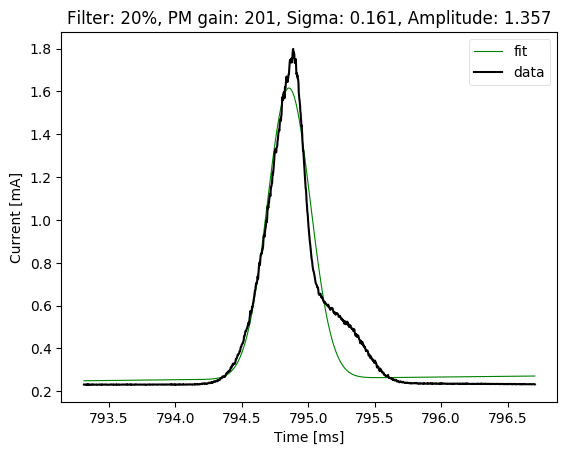 Filter: 20%, PM gain: 201, Sigma: 0.161, Amplitude: 1.357
fit
data
1.8
1.6
1.4
1.2
1.0
0.8
0.6
0.4
0.2
Current [mA]
793.5 794.0 794.5 795.0 795.5 796.0 796.5
Time [ms]